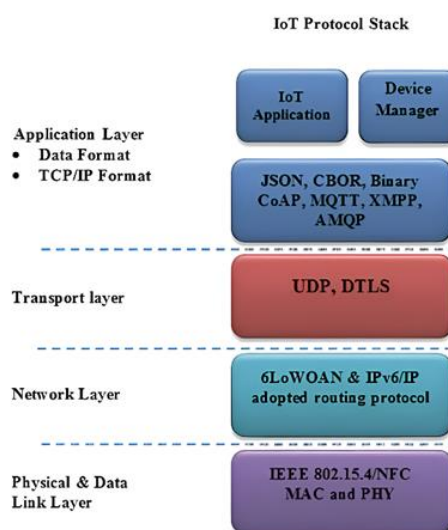 IoT Protocol Stack
IoT
Application
Device
Manager
Application Layer
• Data Format
• TCP/IP Format
JSON, CBOR, Binary
CoAP, MQTT, XMPP,
AMQP
Transport layer
UDP, DTLS
Network Layer
6LoWOAN & IPv6/IP
adopted routing protocol
Physical & Data
Link Layer
IEEE 802.15.4/NFC
MAC and PHY